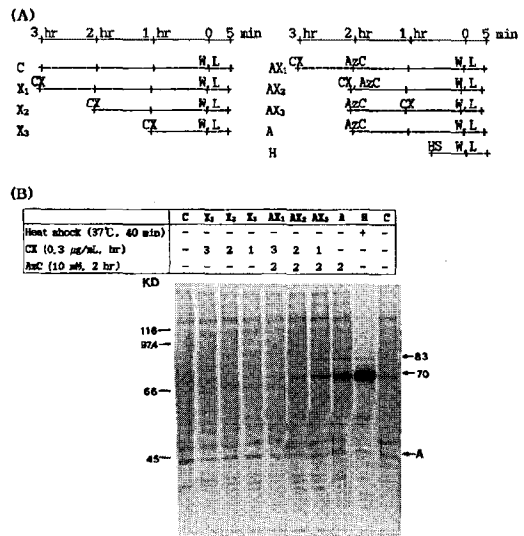 (A)
3 hr 2 hr 1 hr 0 5 min
C W L
X₁ CX W L
X₂ CX W L
X₃ CX W L
3 hr 2 hr 1 hr 0 5 min
AX₁ CX AzC W L
AX₂ CX AzC W L
AX₃ AzC CX W L
A AzC W L
H HS W L
(B)
C X₁ X₂ X₃ AX₁ AX₂ AX₃ A H C
Heat shock (37℃, 40 min) - - - - - - - - + -
CX (0.3 µg/mL, hr) - 3 2 1 3 2 1 - - -
AzC (10 mM, 2 hr) - - - - 2 2 2 2 - -
KD
116
97.4
66
45
83
70
A